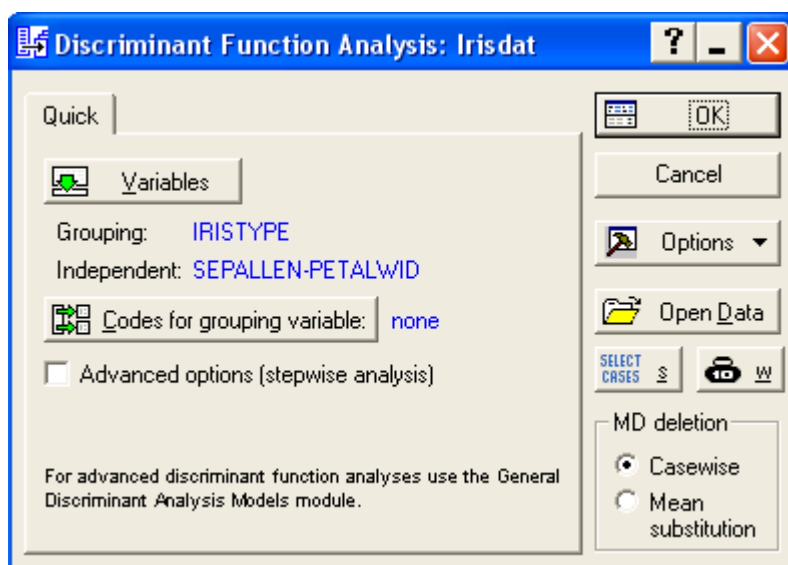 Discriminant Function Analysis: Irisdat
?
Quick
Variables
Grouping: IRISTYPE
Independent: SEPALLEN-PETALWID
Codes for grouping variable: none
Advanced options (stepwise analysis)
For advanced discriminant function analyses use the General
Discriminant Analysis Models module.
OK
Cancel
Options
Open Data
SELECT
CASES
S
W
MD deletion
Casewise
Mean
substitution